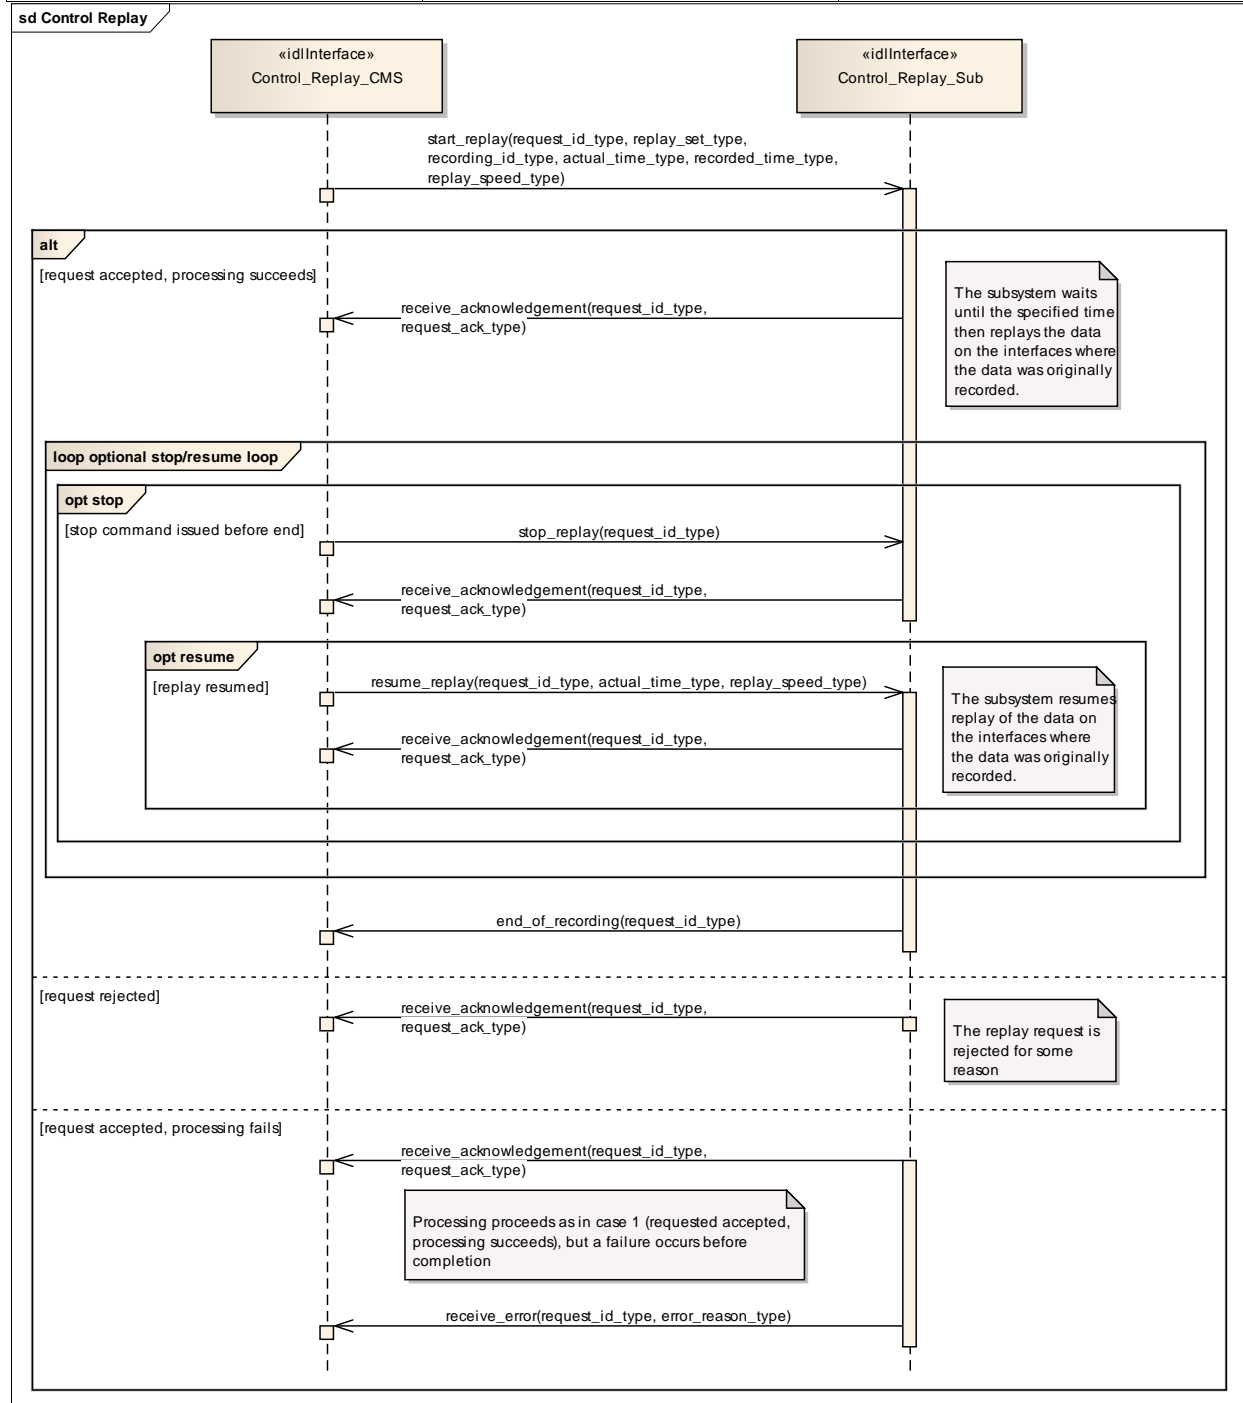 sd Control Replay
«idlInterface»
Control_Replay_CMS
«idlInterface»
Control_Replay_Sub
start_replay(request_id_type, replay_set_type,
recording_id_type, actual_time_type, recorded_time_type,
replay_speed_type)
alt
[request accepted, processing succeeds]
The subsystem waits
until the specified time
then replays the data
on the interfaces where
the data was originally
recorded.
receive_acknowledgement(request_id_type,
request_ack_type)
loop optional stop/resume loop
opt stop
[stop command issued before end]
stop_replay(request_id_type)
receive_acknowledgement(request_id_type,
request_ack_type)
opt resume
[replay resumed]
resume_replay(request_id_type, actual_time_type, replay_speed_type)
The subsystem resumes
replay of the data on
the interfaces where
the data was originally
recorded.
receive_acknowledgement(request_id_type,
request_ack_type)
end_of_recording(request_id_type)
[request rejected]
receive_acknowledgement(request_id_type,
request_ack_type)
The replay request is
rejected for some
reason
[request accepted, processing fails]
receive_acknowledgement(request_id_type,
request_ack_type)
Processing proceeds as in case 1 (requested accepted,
processing succeeds), but a failure occurs before
completion
receive_error(request_id_type, error_reason_type)